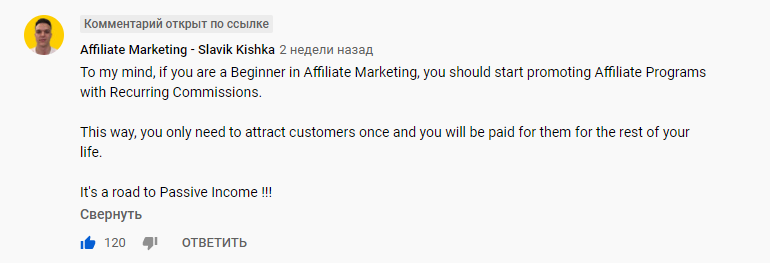 Комментарий открыт по ссылке
Affiliate Marketing - Slavik Kishka 2 недели назад
To my mind, if you are a Beginner in Affiliate Marketing, you should start promoting Affiliate Programs
with Recurring Commissions.
This way, you only need to attract customers once and you will be paid for them for the rest of your
life.
It's a road to Passive Income !!!
Свернуть
120 ОТВЕТИТЬ